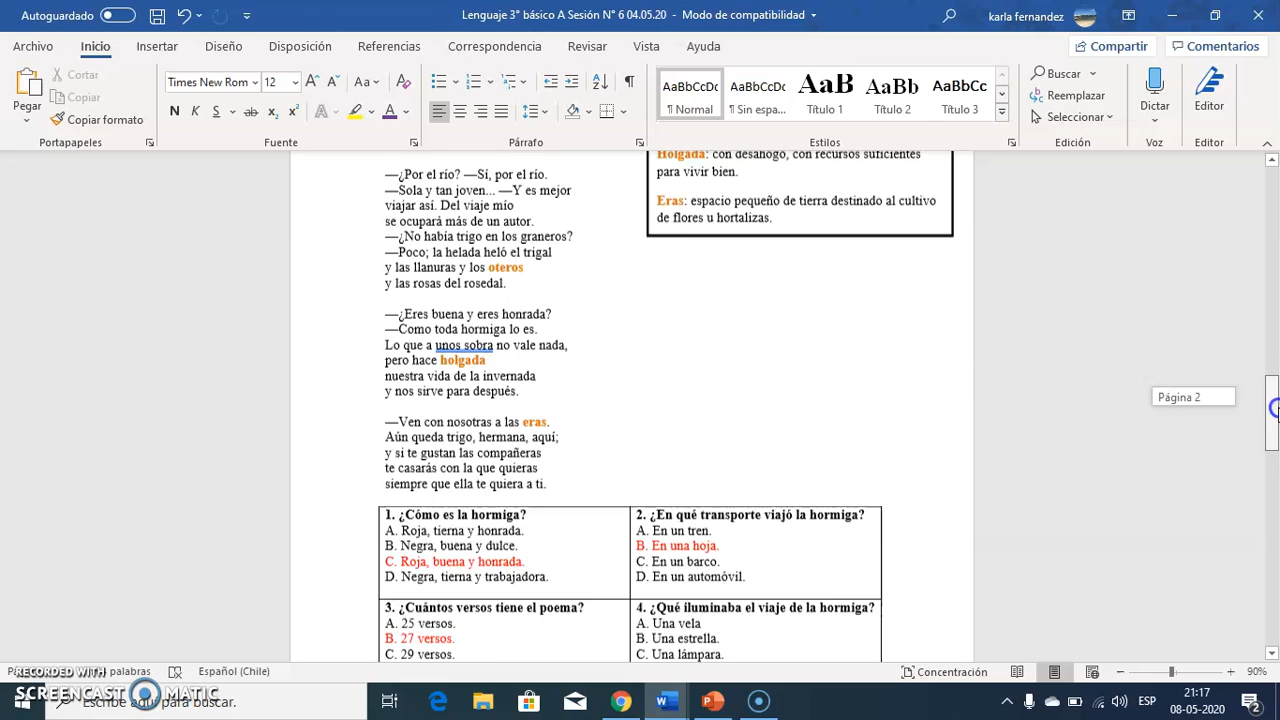 Autoguardado
Lenguaje 3° básico A Sesión N° 6 04.05.20 - Modo de compatibilidad
karla fernandez
Archivo Inicio Insertar Diseño Disposición Referencias Correspondencia Revisar Vista Ayuda
Compartir Comentarios
Pegar
Cortar
Copiar
Copiar formato
Portapapeles
Times New Rom 12
Fuente
Párrafo
AaBbCcDc AaBbCcDc AaB AaBb AaBbCc
¶ Normal ¶ Sin espa... Título 1 Título 2 Título 3
Estilos
Buscar
Reemplazar
Seleccionar
Edición
Dictar
Voz
Editor
Editor
—¿Por el río? —Sí, por el río.
—Sola y tan joven... —Y es mejor
viajar así. Del viaje mío
se ocupará más de un autor.
—¿No había trigo en los graneros?
—Poco; la helada heló el trigal
y las llanuras y los oteros
y las rosas del rosedal.
—¿Eres buena y eres honrada?
—Como toda hormiga lo es.
Lo que a unos sobra no vale nada,
pero hace holgada
nuestra vida de la invernada
y nos sirve para después.
—Ven con nosotras a las eras.
Aún queda trigo, hermana, aquí;
y si te gustan las compañeras
te casarás con la que quieras
siempre que ella te quiera a ti.
Holgada: con desahogo, con recursos suficientes
para vivir bien.
Eras: espacio pequeño de tierra destinado al cultivo
de flores u hortalizas.
Página 2
1. ¿Cómo es la hormiga?
A. Roja, tierna y honrada.
B. Negra, buena y dulce.
C. Roja, buena y honrada.
D. Negra, tierna y trabajadora.
2. ¿En qué transporte viajó la hormiga?
A. En un tren.
B. En una hoja.
C. En un barco.
D. En un automóvil.
3. ¿Cuántos versos tiene el poema?
A. 25 versos.
B. 27 versos.
C. 29 versos.
4. ¿Qué iluminaba el viaje de la hormiga?
A. Una vela
B. Una estrella.
C. Una lámpara.
palabras
Español (Chile)
Concentración
90%
RECORDED WITH
SCREENCAST MATIC
Escribe aquí para buscar.
ESP
21:17
08-05-2020
2